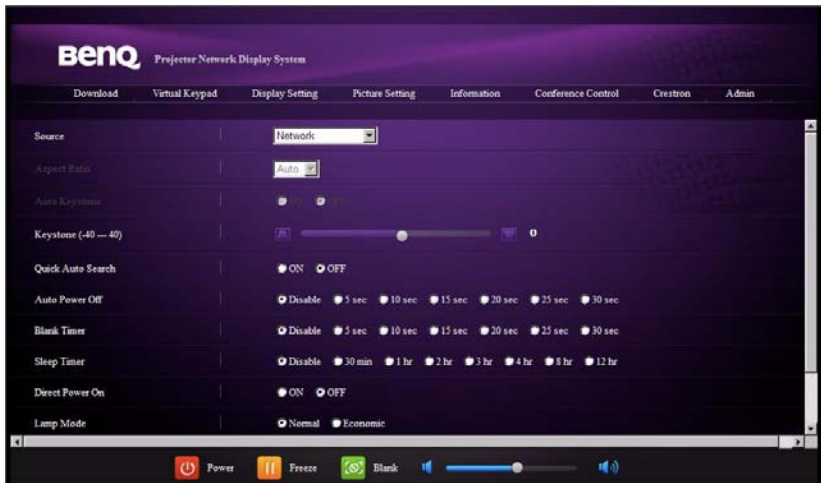 BenQ Projector Network Display System
Download Virtual Keypad Display Setting Picture Setting Information Conference Control Crestron Admin
Source Network
Aspect Ratio Auto
Auto Keystone ON OFF
Keystone (-40 — 40) 0
Quick Auto Search ON OFF
Auto Power Off Disable 5 sec 10 sec 15 sec 20 sec 25 sec 30 sec
Blank Timer Disable 5 sec 10 sec 15 sec 20 sec 25 sec 30 sec
Sleep Timer Disable 30 min 1 hr 2 hr 3 hr 4 hr 8 hr 12 hr
Direct Power On ON OFF
Lamp Mode Normal Economic
Power Freeze Blank